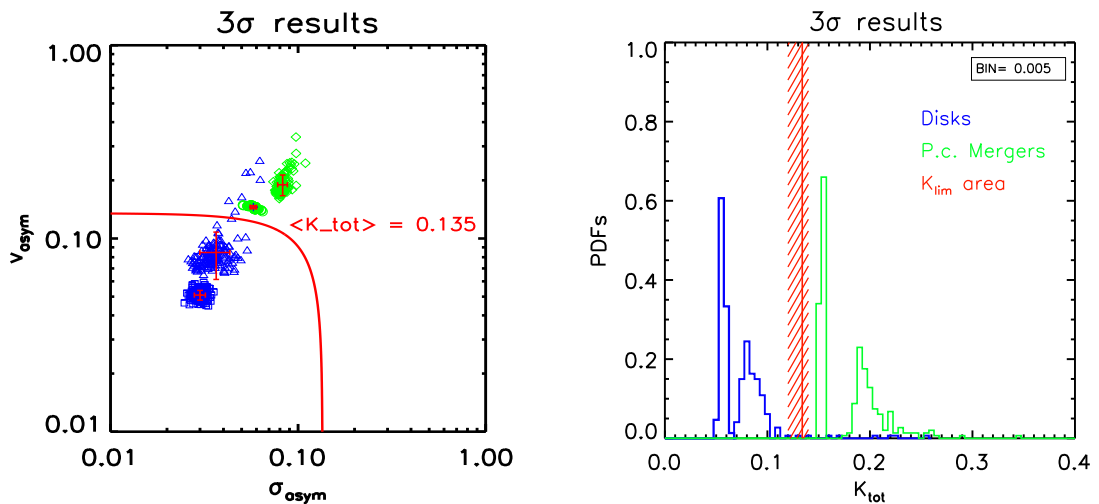 3σ results
1.00
0.10
0.01
v_asym
<K_tot> = 0.135
0.01 0.10 1.00
σ_asym
3σ results
BIN= 0.005
Disks
P.c. Mergers
K_lim area
1.0
0.8
0.6
0.4
0.2
0.0
PDFs
0.0 0.1 0.2 0.3 0.4
K_tot